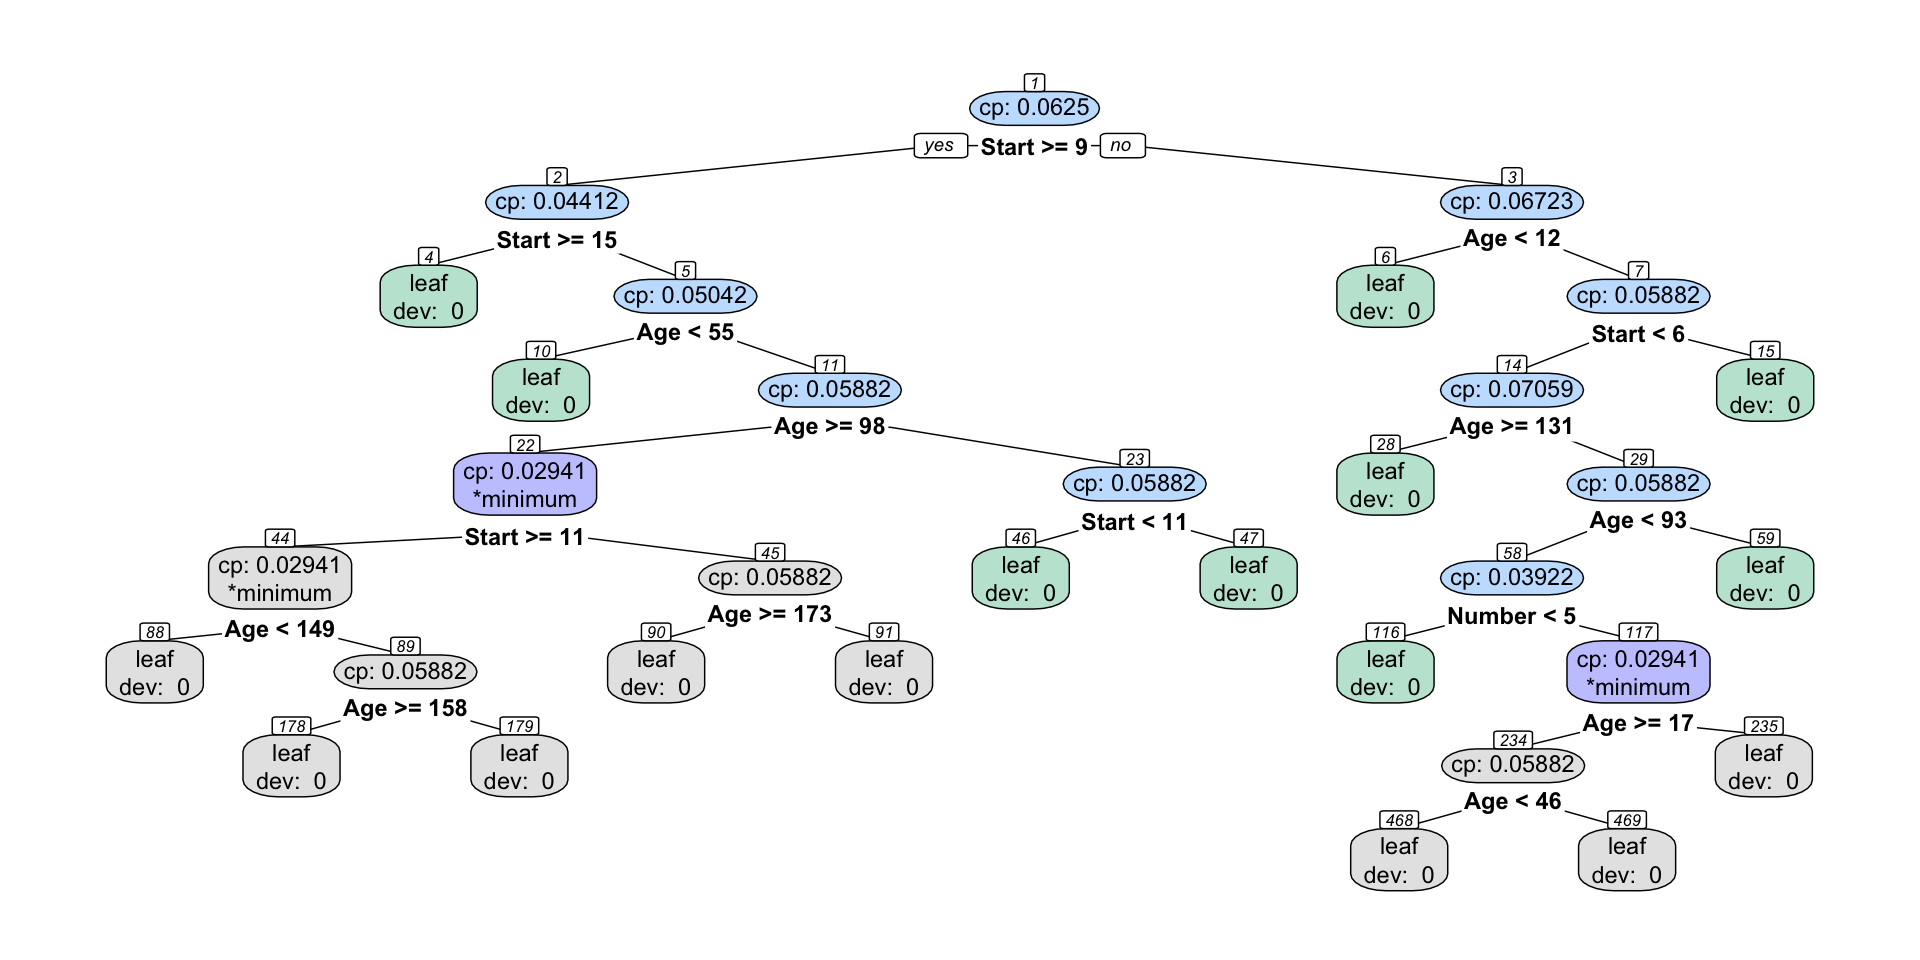 1
cp: 0.0625
yes Start >= 9 no
2
cp: 0.04412
Start >= 15
3
cp: 0.06723
Age < 12
4
leaf
dev: 0
5
cp: 0.05042
Age < 55
6
leaf
dev: 0
7
cp: 0.05882
Start < 6
10
leaf
dev: 0
11
cp: 0.05882
Age >= 98
14
cp: 0.07059
Age >= 131
15
leaf
dev: 0
22
cp: 0.02941
*minimum
Start >= 11
23
cp: 0.05882
Start < 11
28
leaf
dev: 0
29
cp: 0.05882
Age < 93
44
cp: 0.02941
*minimum
Age < 149
45
cp: 0.05882
Age >= 173
46
leaf
dev: 0
47
leaf
dev: 0
58
cp: 0.03922
Number < 5
59
leaf
dev: 0
88
leaf
dev: 0
89
cp: 0.05882
Age >= 158
90
leaf
dev: 0
91
leaf
dev: 0
116
leaf
dev: 0
117
cp: 0.02941
*minimum
Age >= 17
178
leaf
dev: 0
179
leaf
dev: 0
234
cp: 0.05882
Age < 46
235
leaf
dev: 0
468
leaf
dev: 0
469
leaf
dev: 0